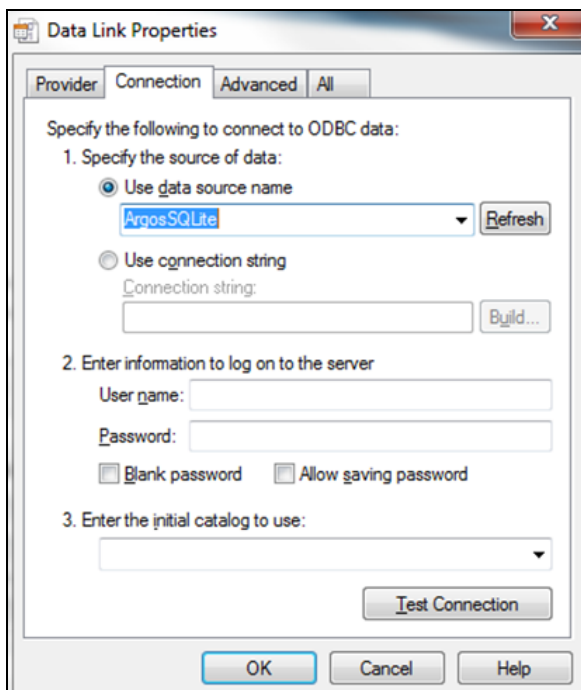 Data Link Properties
X
Provider Connection Advanced All
Specify the following to connect to ODBC data:
1. Specify the source of data:
Use data source name
ArgosSQLite Refresh
Use connection string
Connection string:
Build...
2. Enter information to log on to the server
User name:
Password:
Blank password Allow saving password
3. Enter the initial catalog to use:
Test Connection
OK Cancel Help